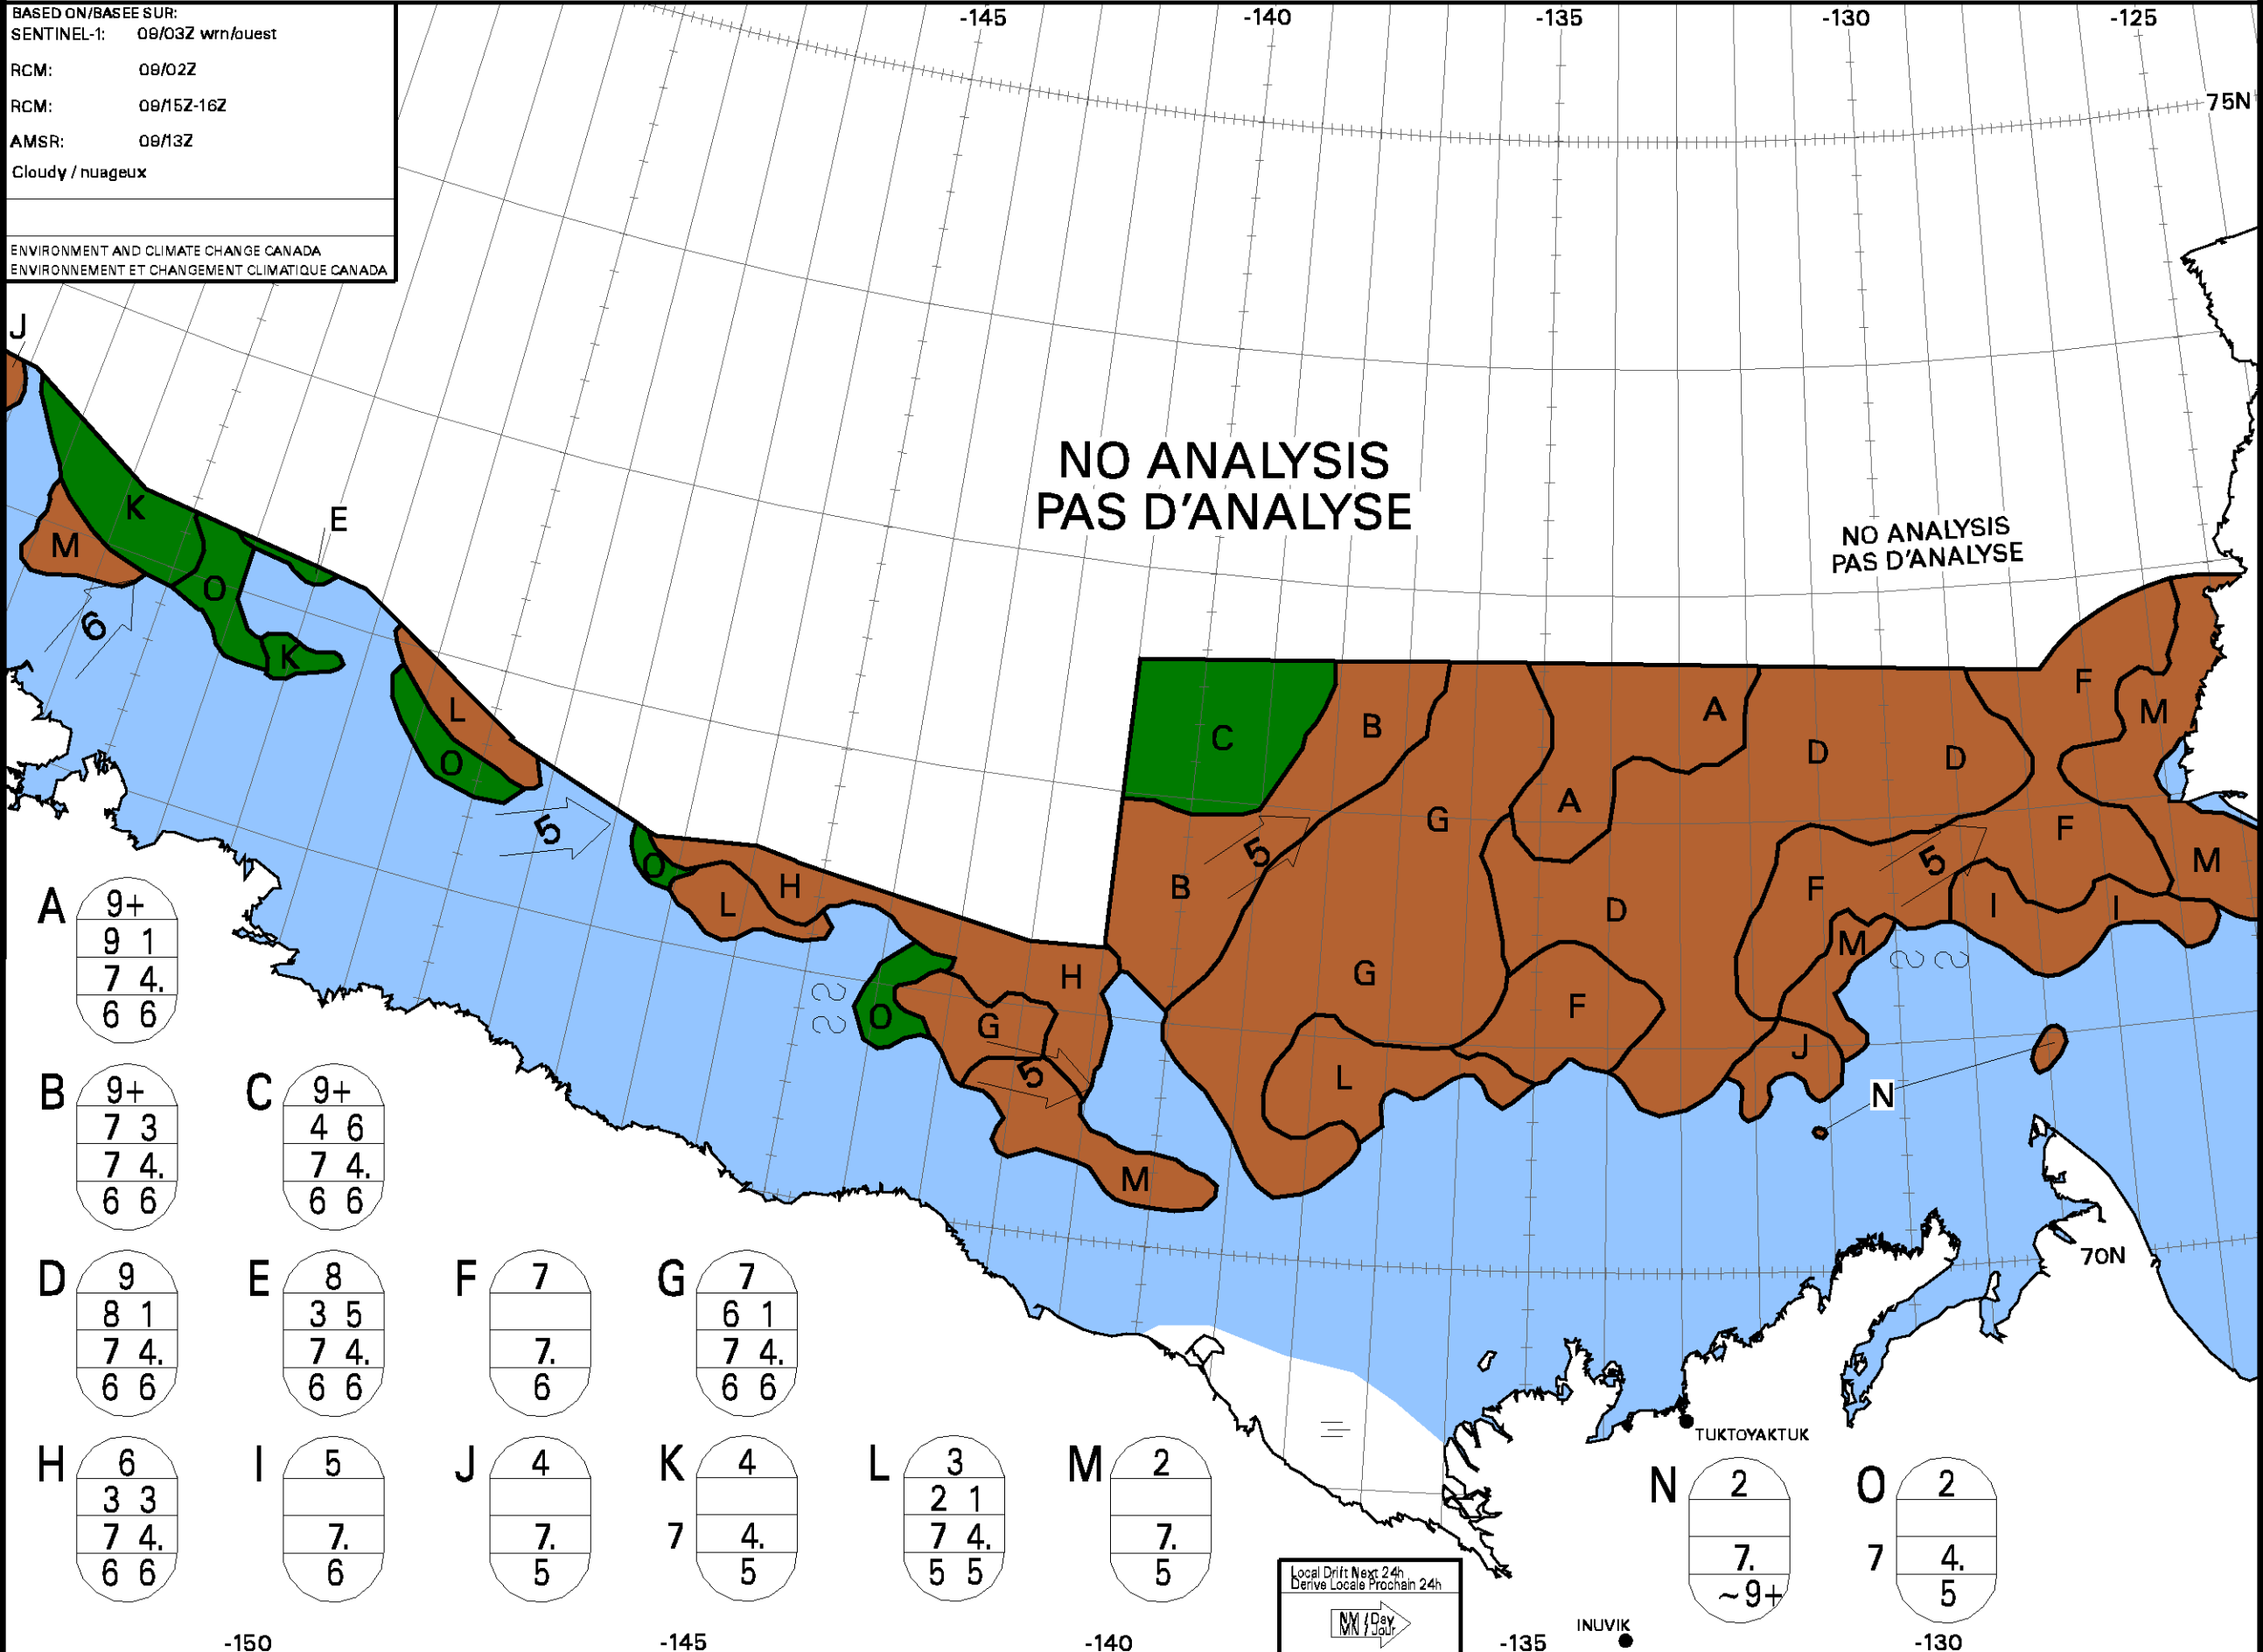 BASED ON/BASEE SUR:
SENTINEL-1: 09/03Z wrn/ouest
RCM: 09/02Z
RCM: 09/15Z-16Z
AMSR: 09/13Z
Cloudy / nuageux
ENVIRONMENT AND CLIMATE CHANGE CANADA
ENVIRONNEMENT ET CHANGEMENT CLIMATIQUE CANADA
-145 -140 -135 -130 -125
75N
J
NO ANALYSIS
PAS D'ANALYSE
NO ANALYSIS
PAS D'ANALYSE
K
E
M
O
6
K
F
L
B
A
M
C
D
D
O
A
G
5
F
5
5
5
M
O
H
B
F
L
D
I
I
M
H
G
F
O
G
J
5
L
N
M
70N
A
9+
9 1
7 4.
6 6
B
9+
7 3
7 4.
6 6
C
9+
4 6
7 4.
6 6
D
9
8 1
7 4.
6 6
E
8
3 5
7 4.
6 6
F
7
7.
6
G
7
6 1
7 4.
6 6
H
6
3 3
7 4.
6 6
I
5
7.
6
J
4
7.
5
K
4
7 4.
5
L
3
2 1
7 4.
5 5
M
2
7.
5
N
2
7.
~9+
O
2
7 4.
5
TUKTOYAKTUK
Local Drift Next 24h
Derive Locale Prochain 24h
NM / Day
MN / Jour
INUVIK
-150 -145 -140 -135 -130